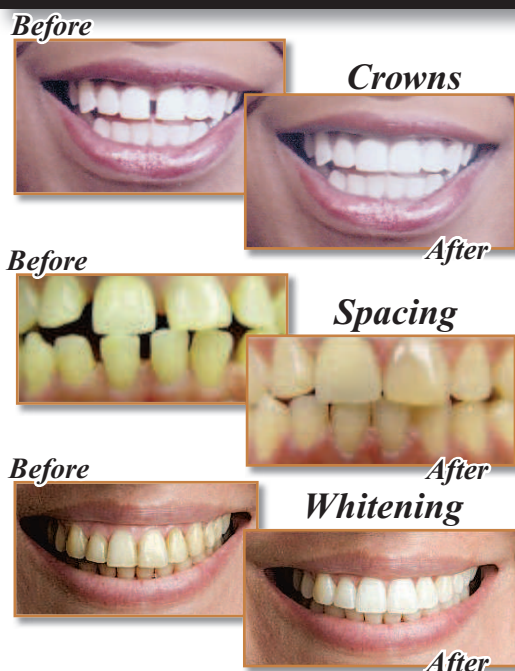 Before
Crowns
After
Before
Spacing
After
Before
Whitening
After